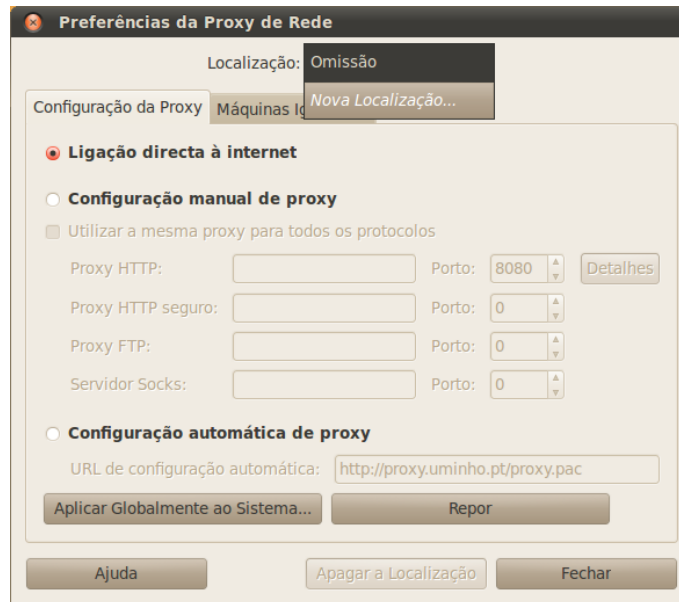 Preferências da Proxy de Rede
Localização: Omissão
Nova Localização...
Configuração da Proxy Máquinas
Ligação directa à internet
Configuração manual de proxy
Utilizar a mesma proxy para todos os protocolos
Proxy HTTP: Porto: 8080 Detalhes
Proxy HTTP seguro: Porto: 0
Proxy FTP: Porto: 0
Servidor Socks: Porto: 0
Configuração automática de proxy
URL de configuração automática: http://proxy.uminho.pt/proxy.pac
Aplicar Globalmente ao Sistema... Repor
Ajuda Apagar a Localização Fechar